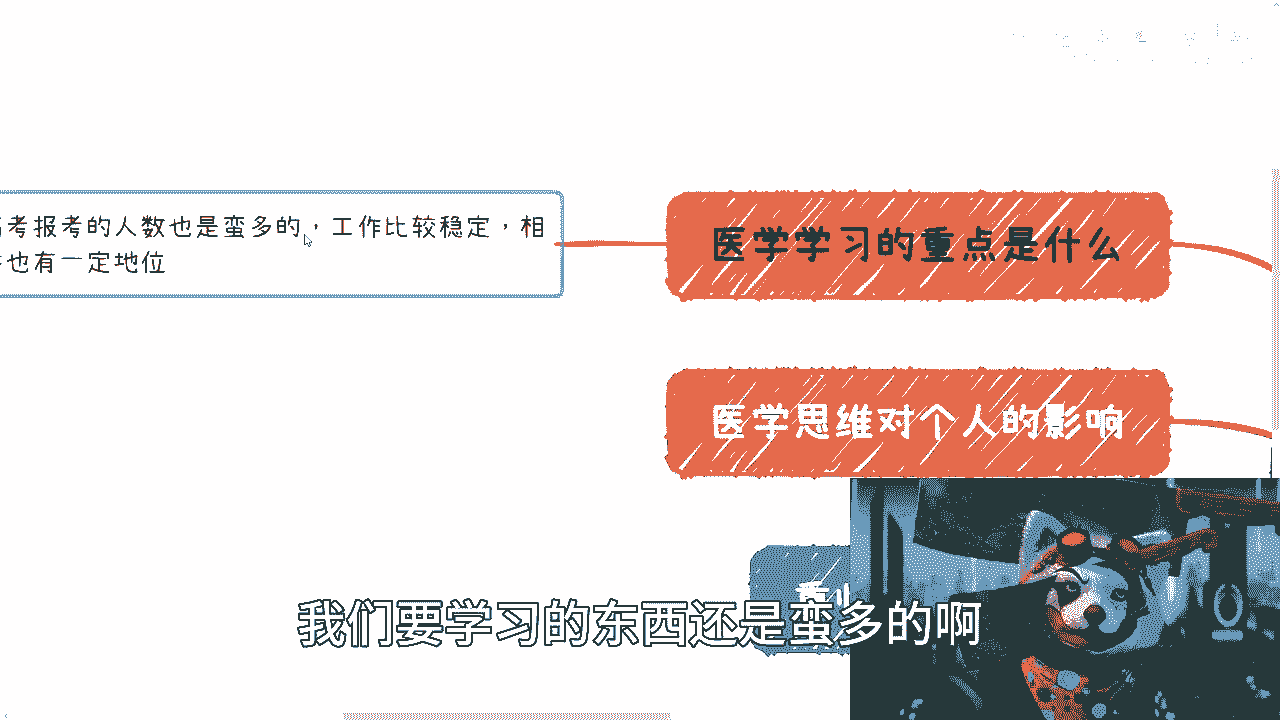 考报考的人数也是蛮多的，工作比较稳定，相
也有一定地位
医学学习的重点是什么
医学思维对个人的影响
我们要学习的东西还是蛮多的啊